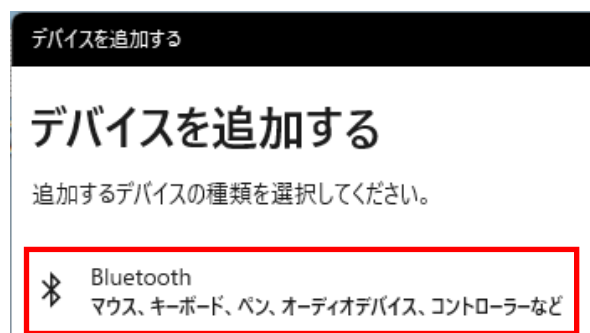 デバイスを追加する
デバイスを追加する
追加するデバイスの種類を選択してください。
Bluetooth
マウス、キーボード、ペン、オーディオデバイス、コントローラーなど